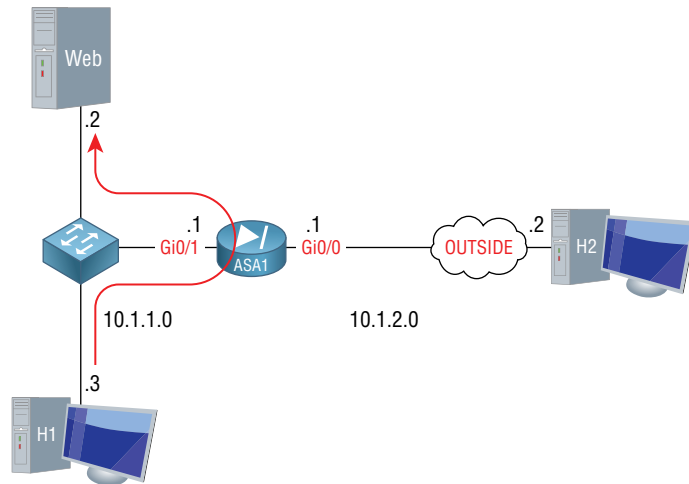 Web
.2
.1
.1
.2
Gi0/1
Gi0/0
OUTSIDE
H2
ASA1
10.1.1.0
10.1.2.0
.3
H1